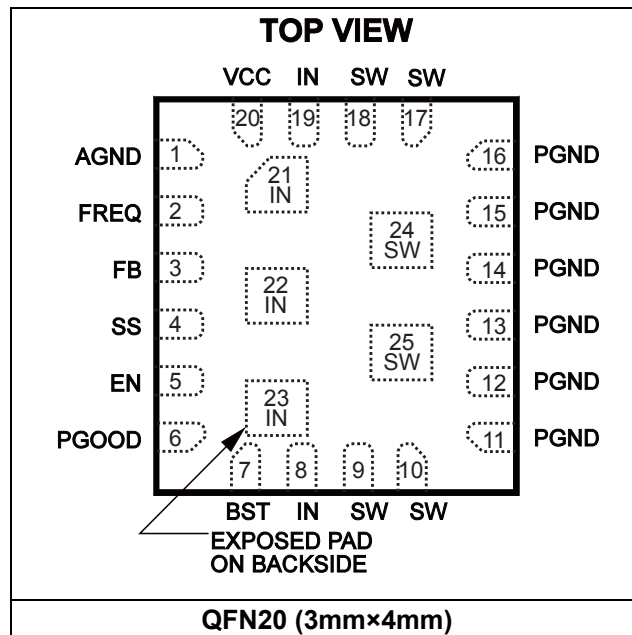 TOP VIEW
VCC IN SW SW
20 19 18 17
AGND 1
16 PGND
21
IN
FREQ 2
15 PGND
24
SW
FB 3
14 PGND
22
IN
SS 4
13 PGND
25
SW
EN 5
12 PGND
23
IN
PGOOD 6
11 PGND
7 8 9 10
BST IN SW SW
EXPOSED PAD
ON BACKSIDE
QFN20 (3mm×4mm)